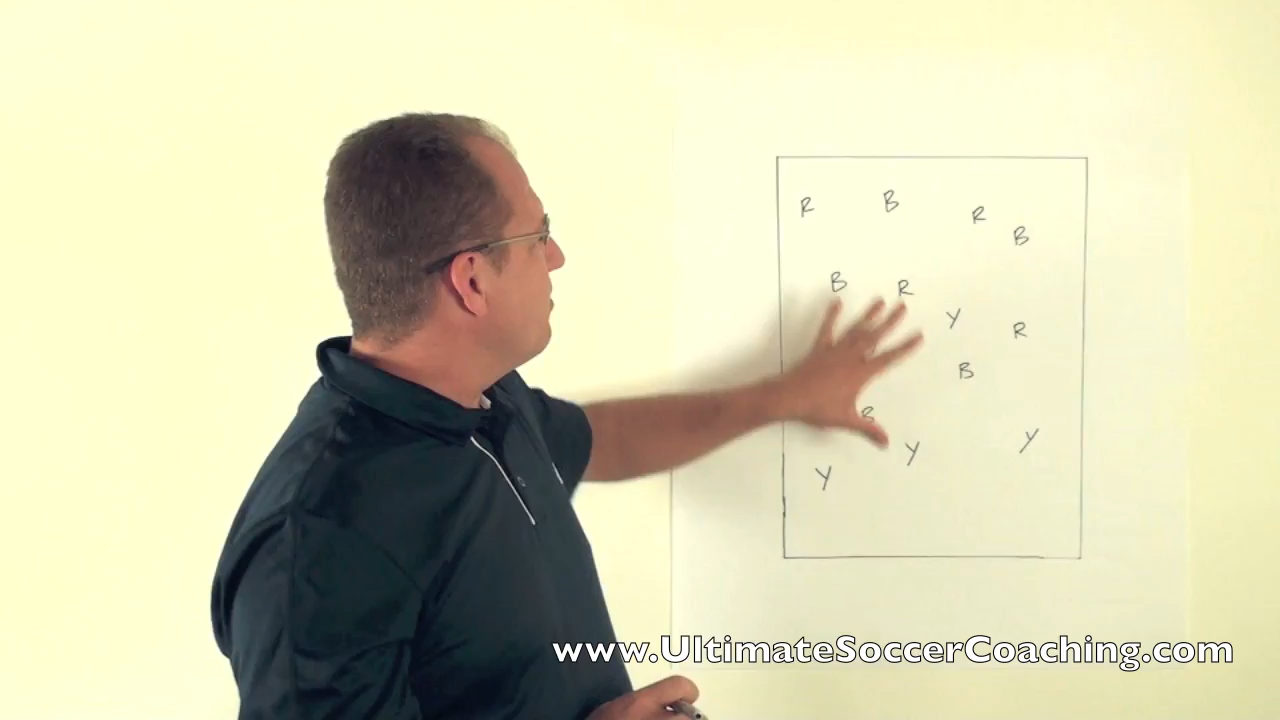 R B R B
B R Y R
B
B
Y Y Y
www.UltimateSoccerCoaching.com